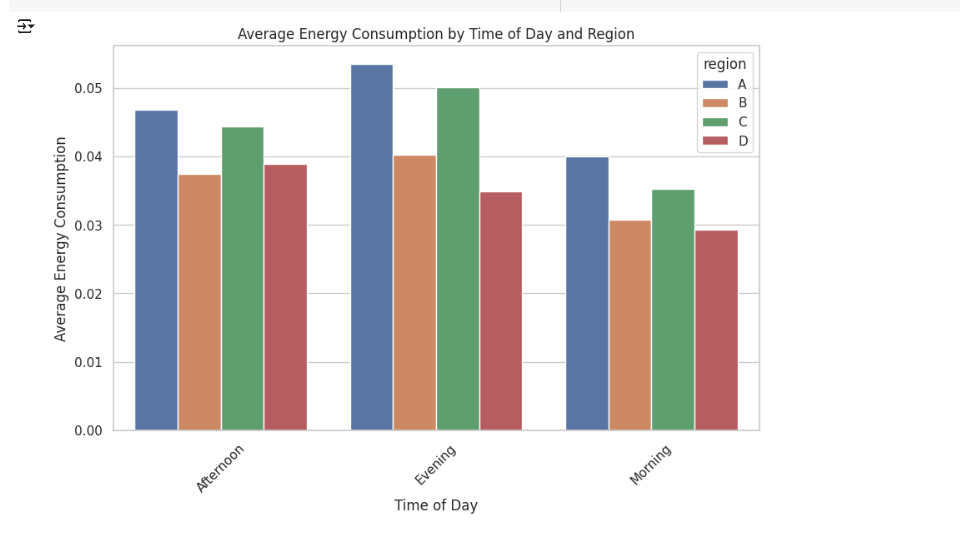 Average Energy Consumption by Time of Day and Region
region
A
B
C
D
Average Energy Consumption
0.05
0.04
0.03
0.02
0.01
0.00
Afternoon
Evening
Morning
Time of Day